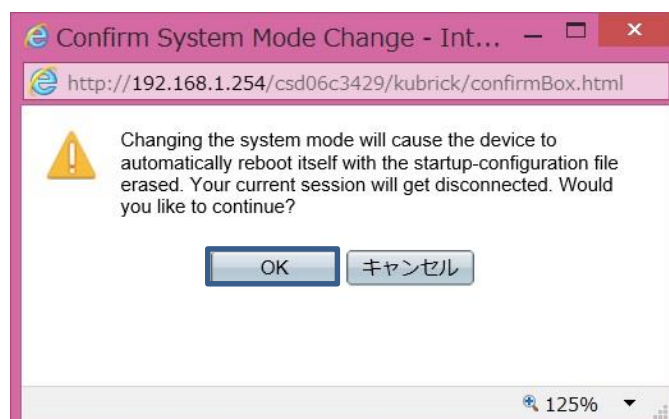 Confirm System Mode Change - Int...
http://192.168.1.254/csd06c3429/kubrick/confirmBox.html
Changing the system mode will cause the device to
automatically reboot itself with the startup-configuration file
erased. Your current session will get disconnected. Would
you like to continue?
OK
キャンセル
125%